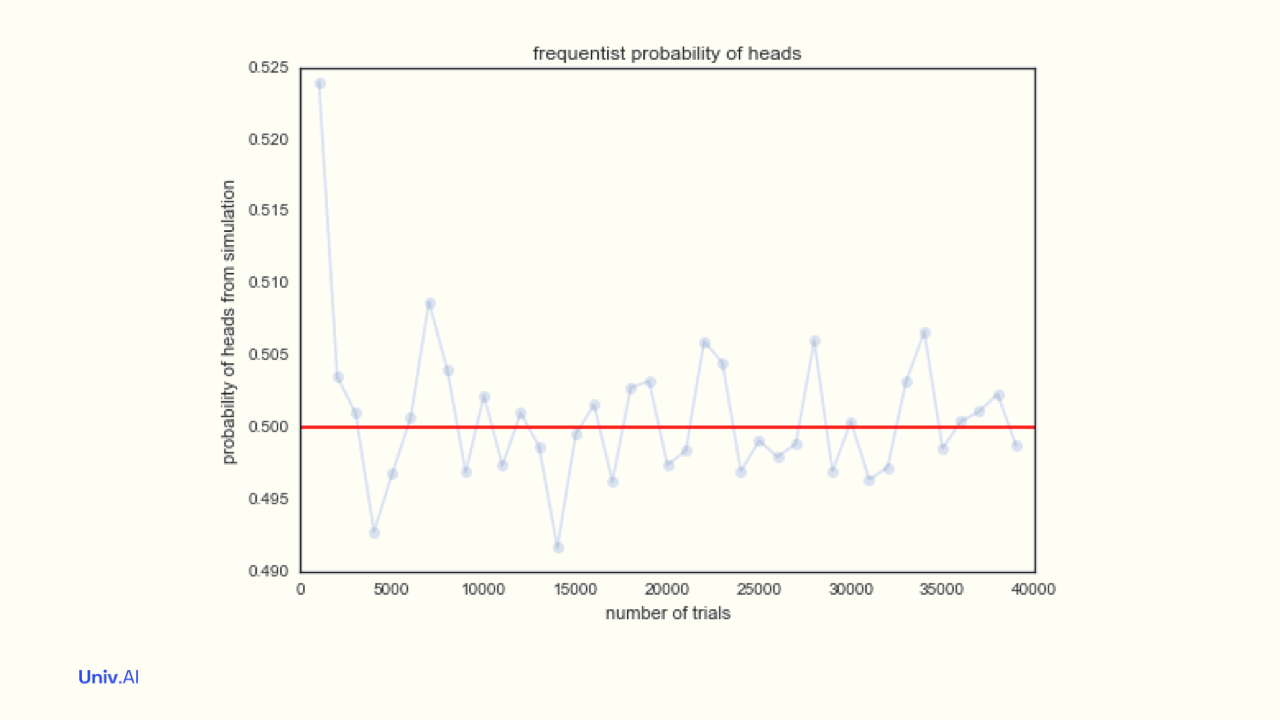 frequentist probability of heads
0.525
0.520
0.515
0.510
0.505
0.500
0.495
0.490
probability of heads from simulation
0 5000 10000 15000 20000 25000 30000 35000 40000
number of trials
Univ.AI